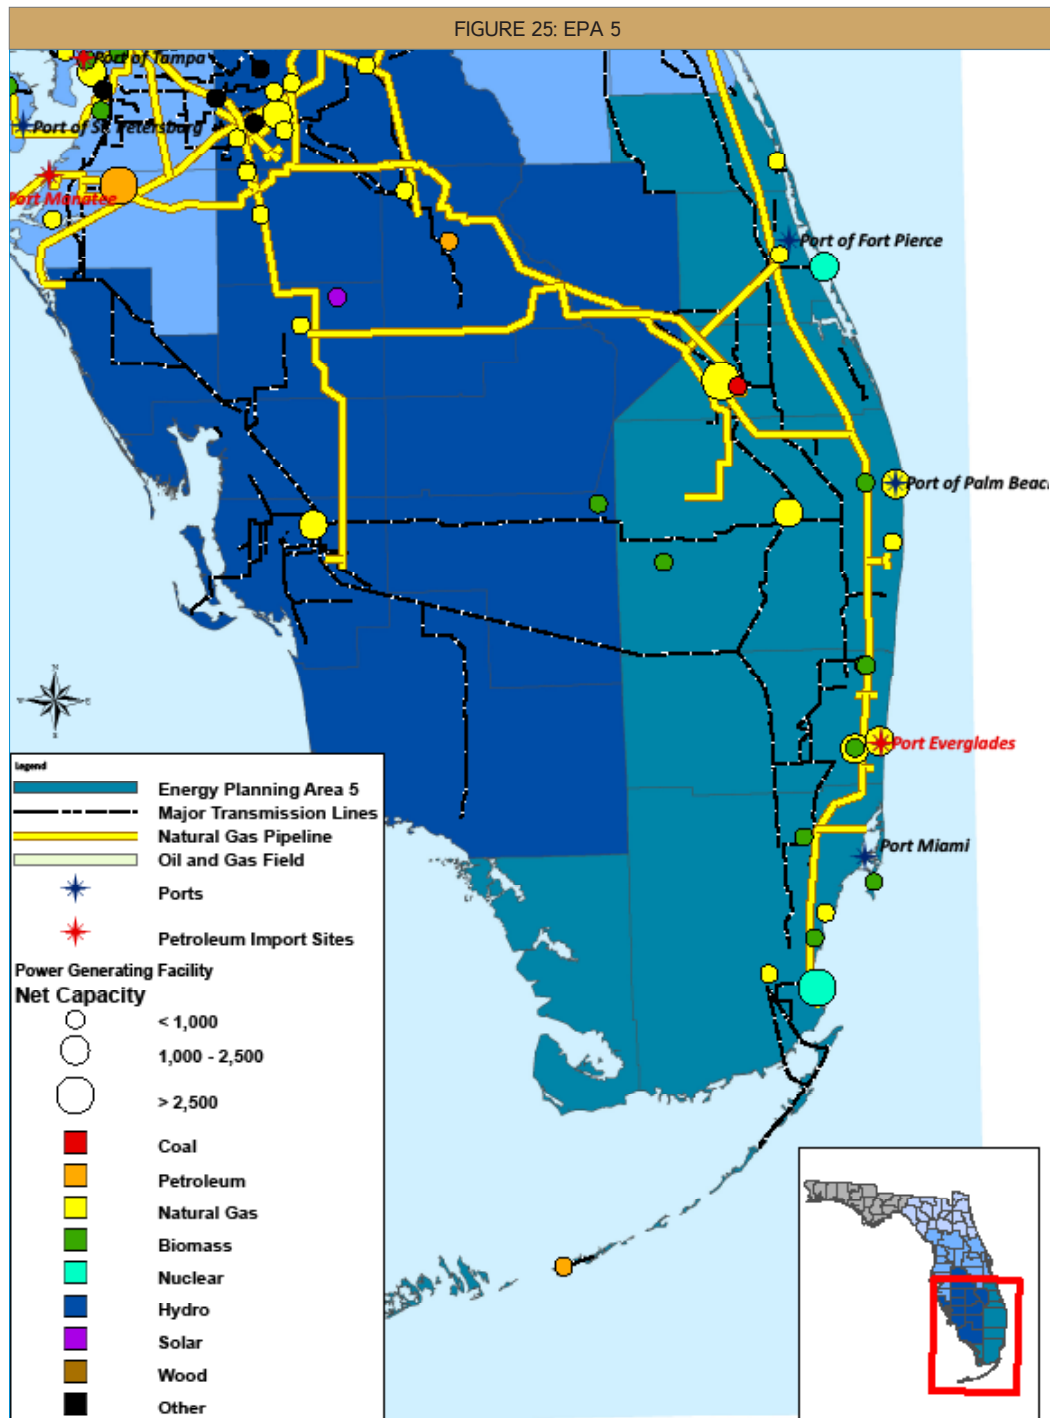 FIGURE 25: EPA 5
Port of Tampa
Port of St. Petersburg
Port Manatee
Port of Fort Pierce
Port of Palm Beach
Port Everglades
Port Miami
N
Legend
Energy Planning Area 5
Major Transmission Lines
Natural Gas Pipeline
Oil and Gas Field
Ports
Petroleum Import Sites
Power Generating Facility
Net Capacity
< 1,000
1,000 - 2,500
> 2,500
Coal
Petroleum
Natural Gas
Biomass
Nuclear
Hydro
Solar
Wood
Other